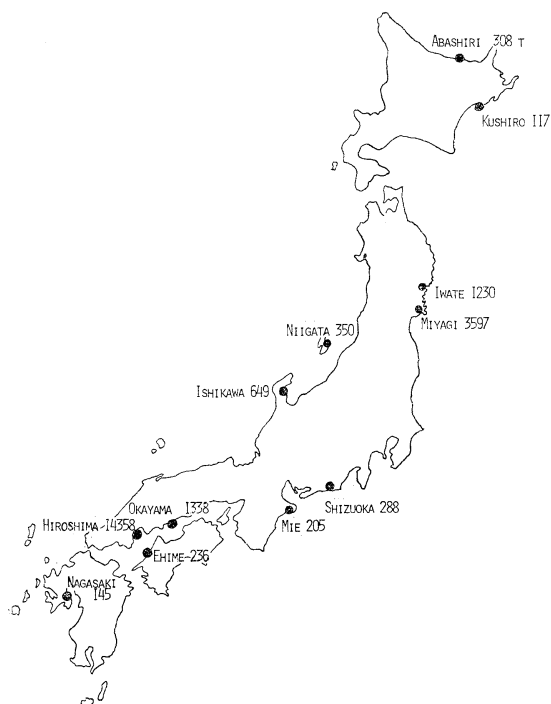 ABASHIRI 308 T
KUSHIRO 117
IWATE 1230
MIYAGI 3597
NIIGATA 350
ISHIKAWA 649
OKAYAMA 1338
SHIZUOKA 288
HIROSHIMA 14358
MIE 205
EHIME 236
NAGASAKI
145